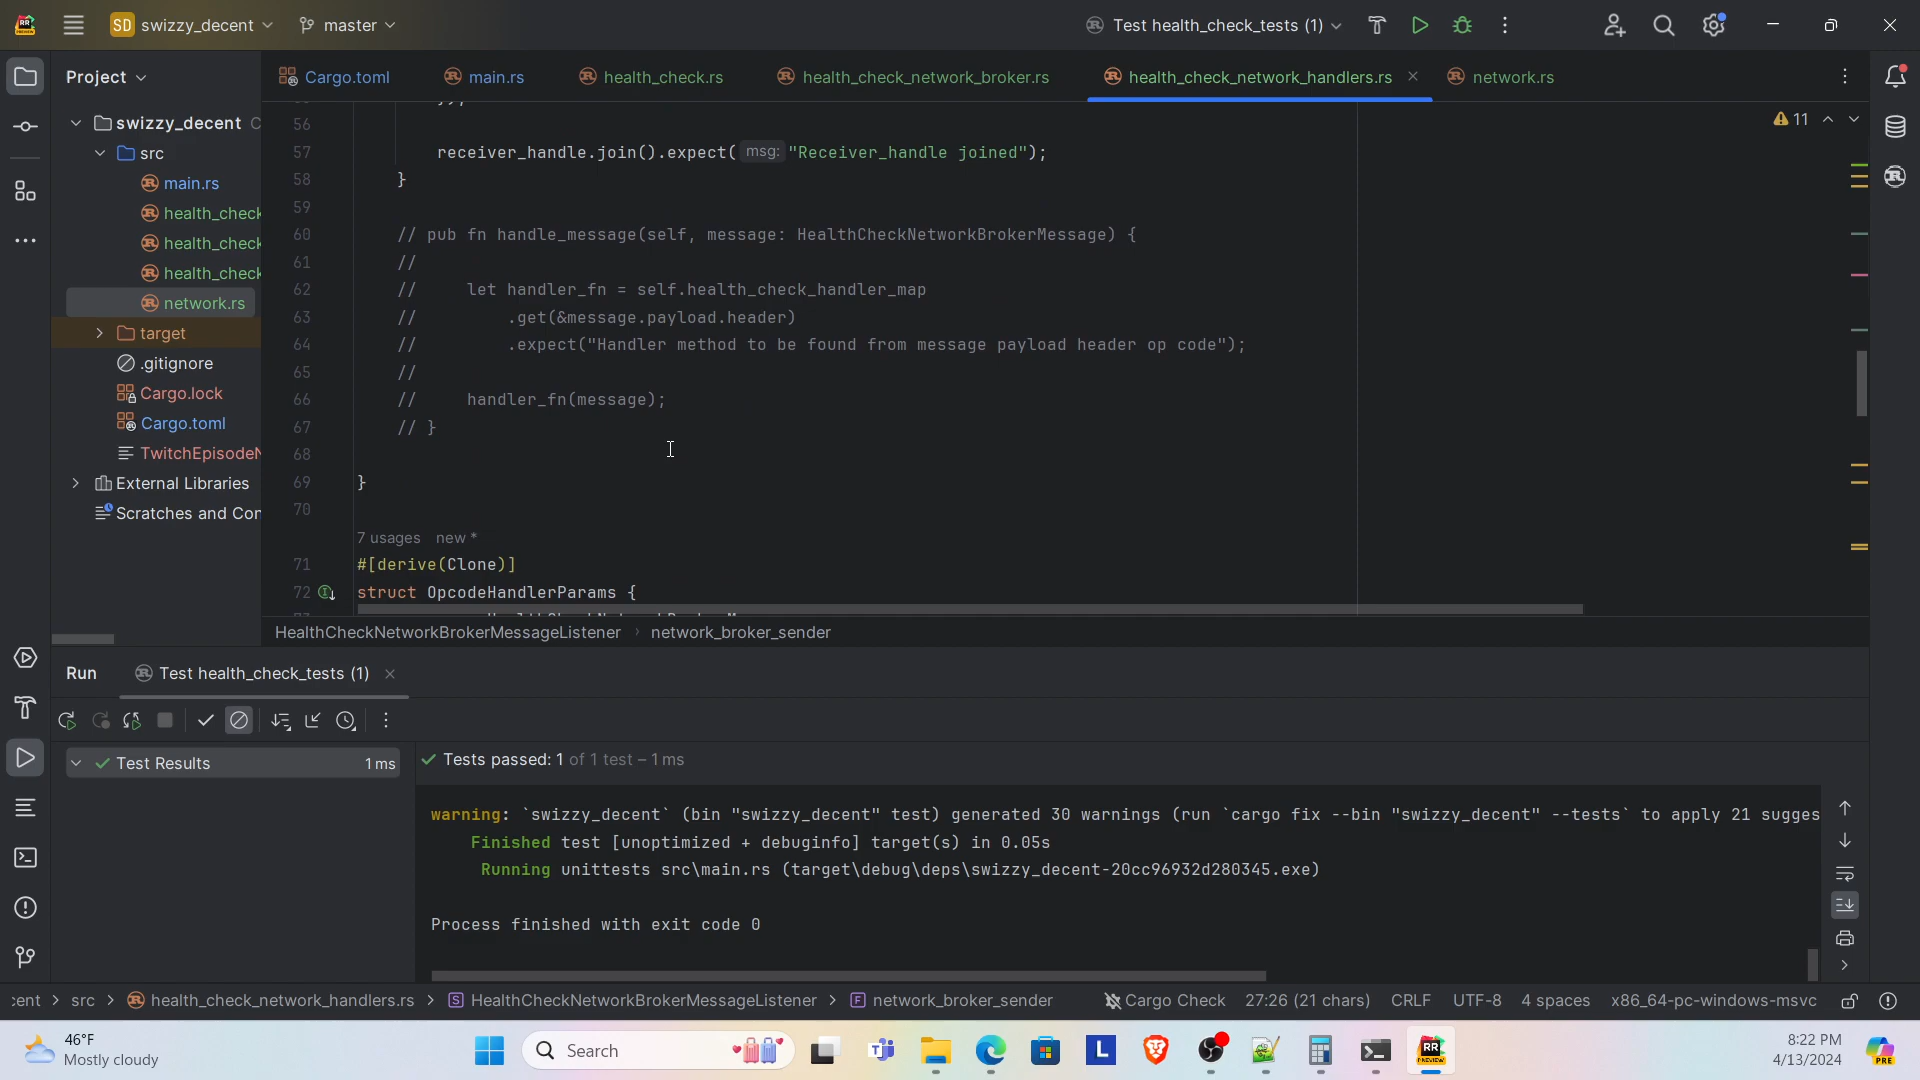 SD swizzy_decent master Test health_check_tests (1)
Project Cargo.toml main.rs health_check.rs health_check_network_broker.rs health_check_network_handlers.rs network.rs
swizzy_decent
src
main.rs
health_check
health_check
health_check
network.rs
target
.gitignore
Cargo.lock
Cargo.toml
TwitchEpisodeN
External Libraries
Scratches and Con
11
56
57 receiver_handle.join().expect( msg: "Receiver_handle joined");
58 }
59
60 // pub fn handle_message(self, message: HealthCheckNetworkBrokerMessage) {
61 //
62 // let handler_fn = self.health_check_handler_map
63 // .get(&message.payload.header)
64 // .expect("Handler method to be found from message payload header op code");
65 //
66 // handler_fn(message);
67 // }
68
69 }
70
7 usages new *
71 #[derive(Clone)]
72 struct OpcodeHandlerParams {
HealthCheckNetworkBrokerMessageListener › network_broker_sender
Run Test health_check_tests (1)
Test Results 1 ms
Tests passed: 1 of 1 test – 1 ms
warning: `swizzy_decent` (bin "swizzy_decent" test) generated 30 warnings (run `cargo fix --bin "swizzy_decent" --tests` to apply 21 sugges
Finished test [unoptimized + debuginfo] target(s) in 0.05s
Running unittests src\main.rs (target\debug\deps\swizzy_decent-20cc96932d280345.exe)
Process finished with exit code 0
cent › src › health_check_network_handlers.rs › S HealthCheckNetworkBrokerMessageListener › F network_broker_sender Cargo Check 27:26 (21 chars) CRLF UTF-8 4 spaces x86_64-pc-windows-msvc
46°F
Mostly cloudy
Search
8:22 PM
4/13/2024